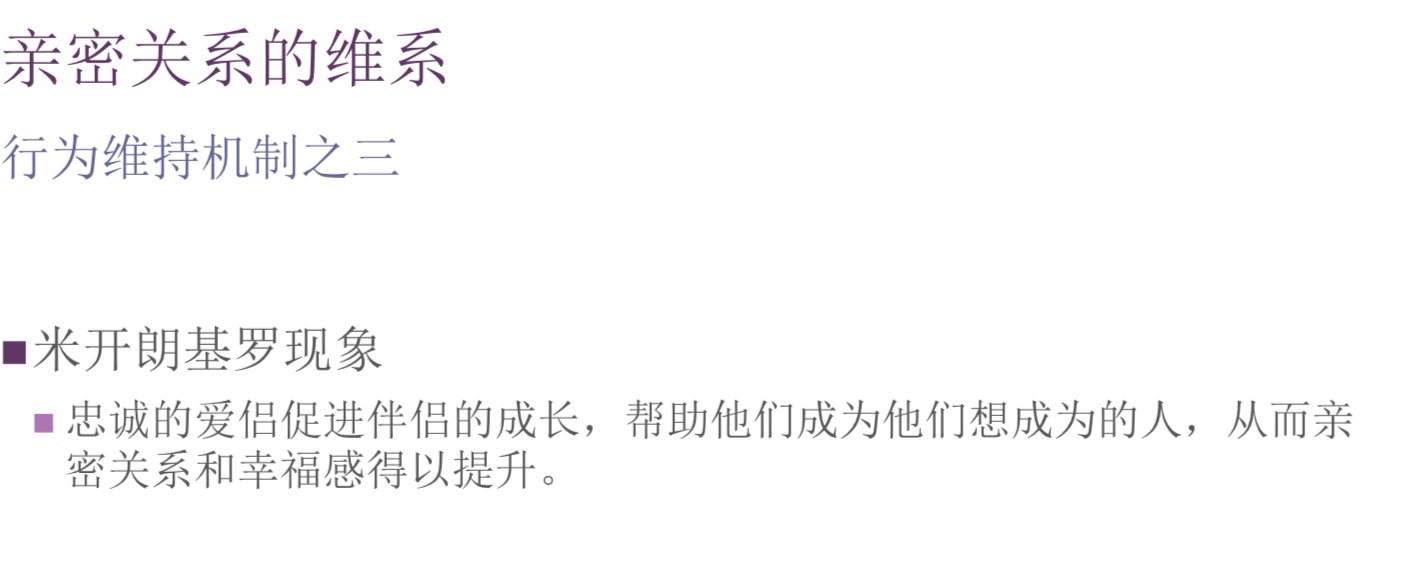 亲密关系的维系
行为维持机制之三
■米开朗基罗现象
■忠诚的爱侣促进伴侣的成长，帮助他们成为他们想成为的人，从而亲
密关系和幸福感得以提升。